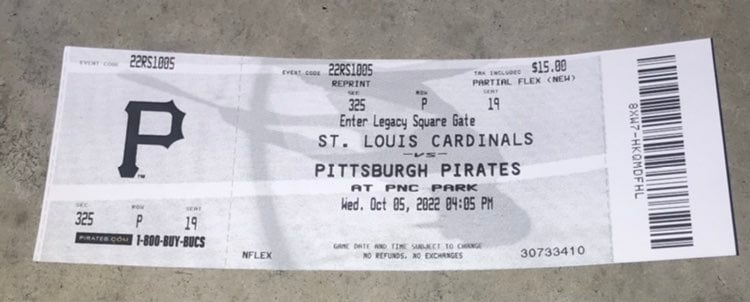 EVENT CODE 22RS1005
P
TM
SEC ROW SEAT
325 P 19
PIRATES.COM 1-800-BUY-BUCS
EVENT CODE 22RS1005
REPRINT
TAX INCLUDED $15.00
PARTIAL FLEX (NEW)
SEC ROW SEAT
325 P 19
Enter Legacy Square Gate
ST. LOUIS CARDINALS
-VS-
PITTSBURGH PIRATES
AT PNC PARK
Wed. Oct 05, 2022 04:05 PM
NFLEX
GAME DATE AND TIME SUBJECT TO CHANGE
NO REFUNDS, NO EXCHANGES
30733410
8XW7-HKQMDFHL